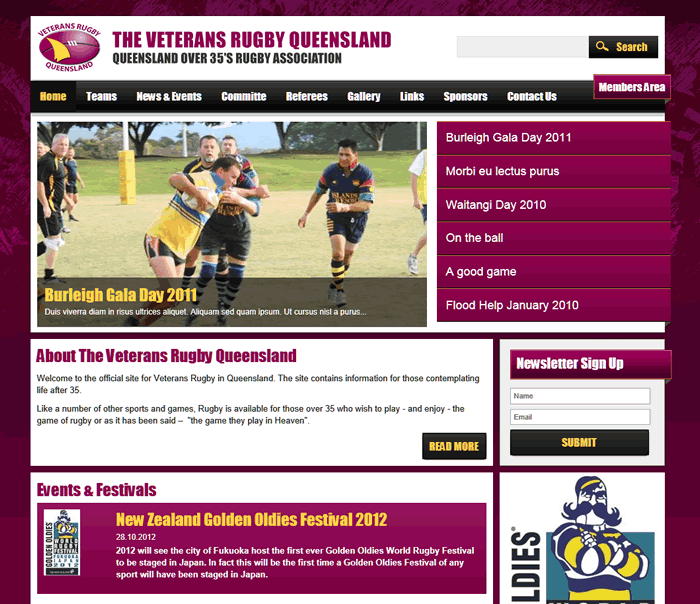 VETERANS RUGBY
QUEENSLAND
THE VETERANS RUGBY QUEENSLAND
QUEENSLAND OVER 35'S RUGBY ASSOCIATION
Search
Members Area
Home Teams News & Events Committe Referees Gallery Links Sponsors Contact Us
Burleigh Gala Day 2011
Duis viverra diam in risus ultrices aliquet. Aliquam sed quam ipsum. Ut cursus nisl a purus...
Burleigh Gala Day 2011
Morbi eu lectus purus
Waitangi Day 2010
On the ball
A good game
Flood Help January 2010
About The Veterans Rugby Queensland
Welcome to the official site for Veterans Rugby in Queensland. The site contains information for those contemplating
life after 35.
Like a number of other sports and games, Rugby is available for those over 35 who wish to play - and enjoy - the
game of rugby or as it has been said – "the game they play in Heaven".
READ MORE
Newsletter Sign Up
Name
Email
SUBMIT
Events & Festivals
GOLDEN OLDIES
WORLD
RUGBY
FESTIVAL
FUKUOKA
JAPAN
2012
New Zealand Golden Oldies Festival 2012
28.10.2012
2012 will see the city of Fukuoka host the first ever Golden Oldies World Rugby Festival
to be staged in Japan. In fact this will be the first time a Golden Oldies Festival of any
sport will have been staged in Japan.
LDIES